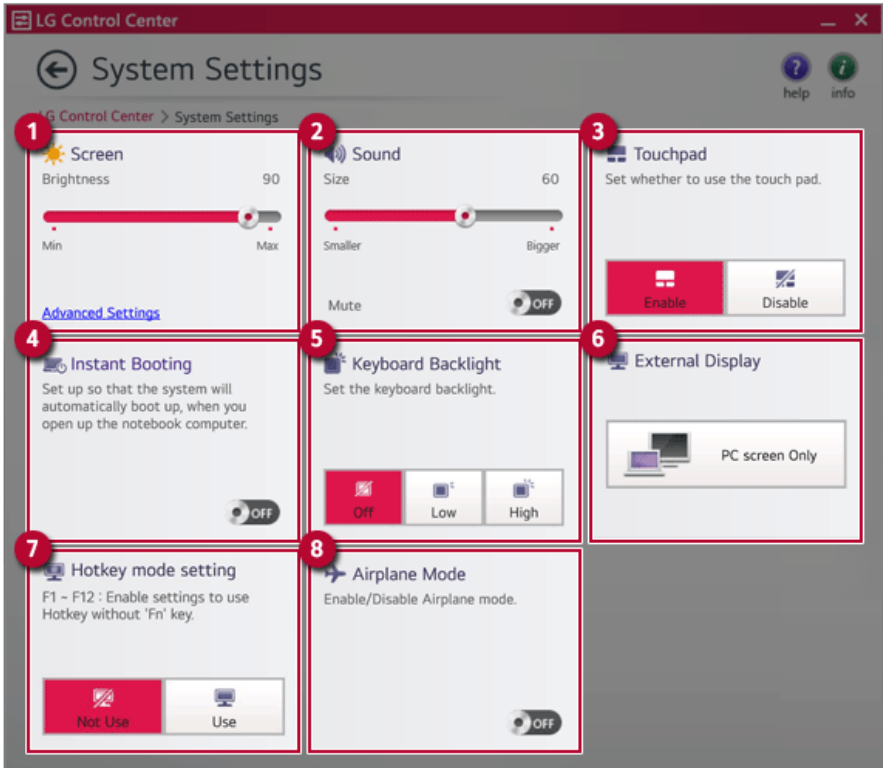 LG Control Center
System Settings
help info
LG Control Center > System Settings
1
Screen
Brightness 90
Min Max
Advanced Settings
2
Sound
Size 60
Smaller Bigger
Mute OFF
3
Touchpad
Set whether to use the touch pad.
Enable Disable
4
Instant Booting
Set up so that the system will
automatically boot up, when you
open up the notebook computer.
OFF
5
Keyboard Backlight
Set the keyboard backlight.
Off Low High
6
External Display
PC screen Only
7
Hotkey mode setting
F1 ~ F12 : Enable settings to use
Hotkey without 'Fn' key.
Not Use Use
8
Airplane Mode
Enable/Disable Airplane mode.
OFF